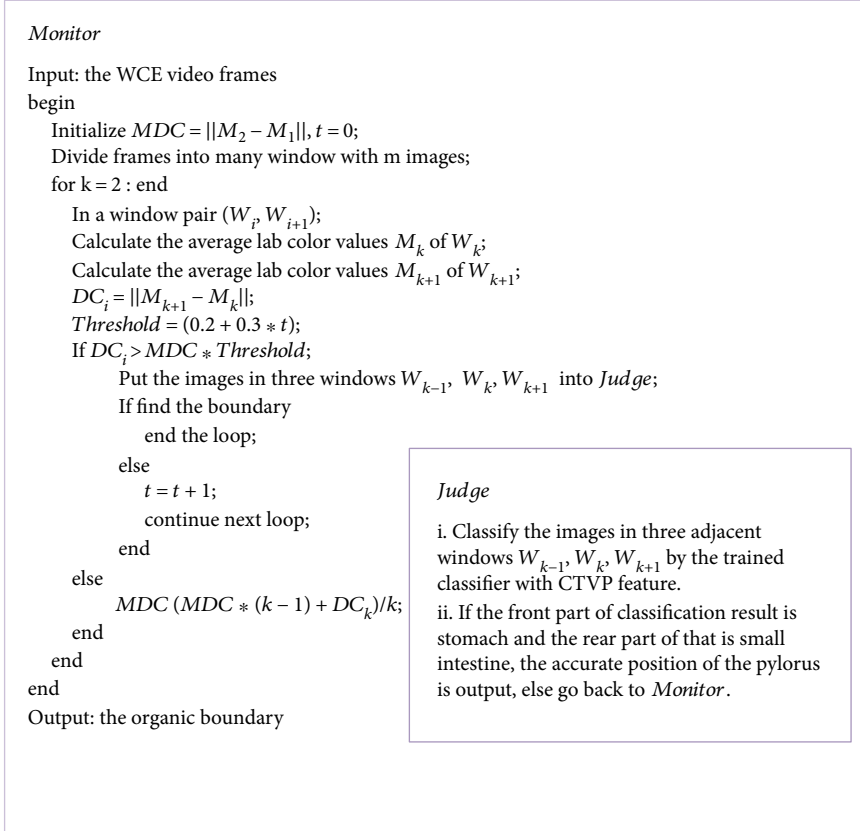 Monitor
Input: the WCE video frames
begin
Initialize MDC = ||M₂ − M₁||, t = 0;
Divide frames into many window with m images;
for k = 2 : end
In a window pair (Wᵢ, Wᵢ₊₁);
Calculate the average lab color values Mₖ of Wₖ;
Calculate the average lab color values Mₖ₊₁ of Wₖ₊₁;
DCᵢ = ||Mₖ₊₁ − Mₖ||;
Threshold = (0.2 + 0.3 * t);
If DCᵢ > MDC * Threshold;
Put the images in three windows Wₖ₋₁, Wₖ, Wₖ₊₁ into Judge;
If find the boundary
end the loop;
else
t = t + 1;
continue next loop;
end
else
MDC (MDC * (k − 1) + DCₖ)/k;
end
end
end
Output: the organic boundary
Judge
i. Classify the images in three adjacent
windows Wₖ₋₁, Wₖ, Wₖ₊₁ by the trained
classifier with CTVP feature.
ii. If the front part of classification result is
stomach and the rear part of that is small
intestine, the accurate position of the pylorus
is output, else go back to Monitor.